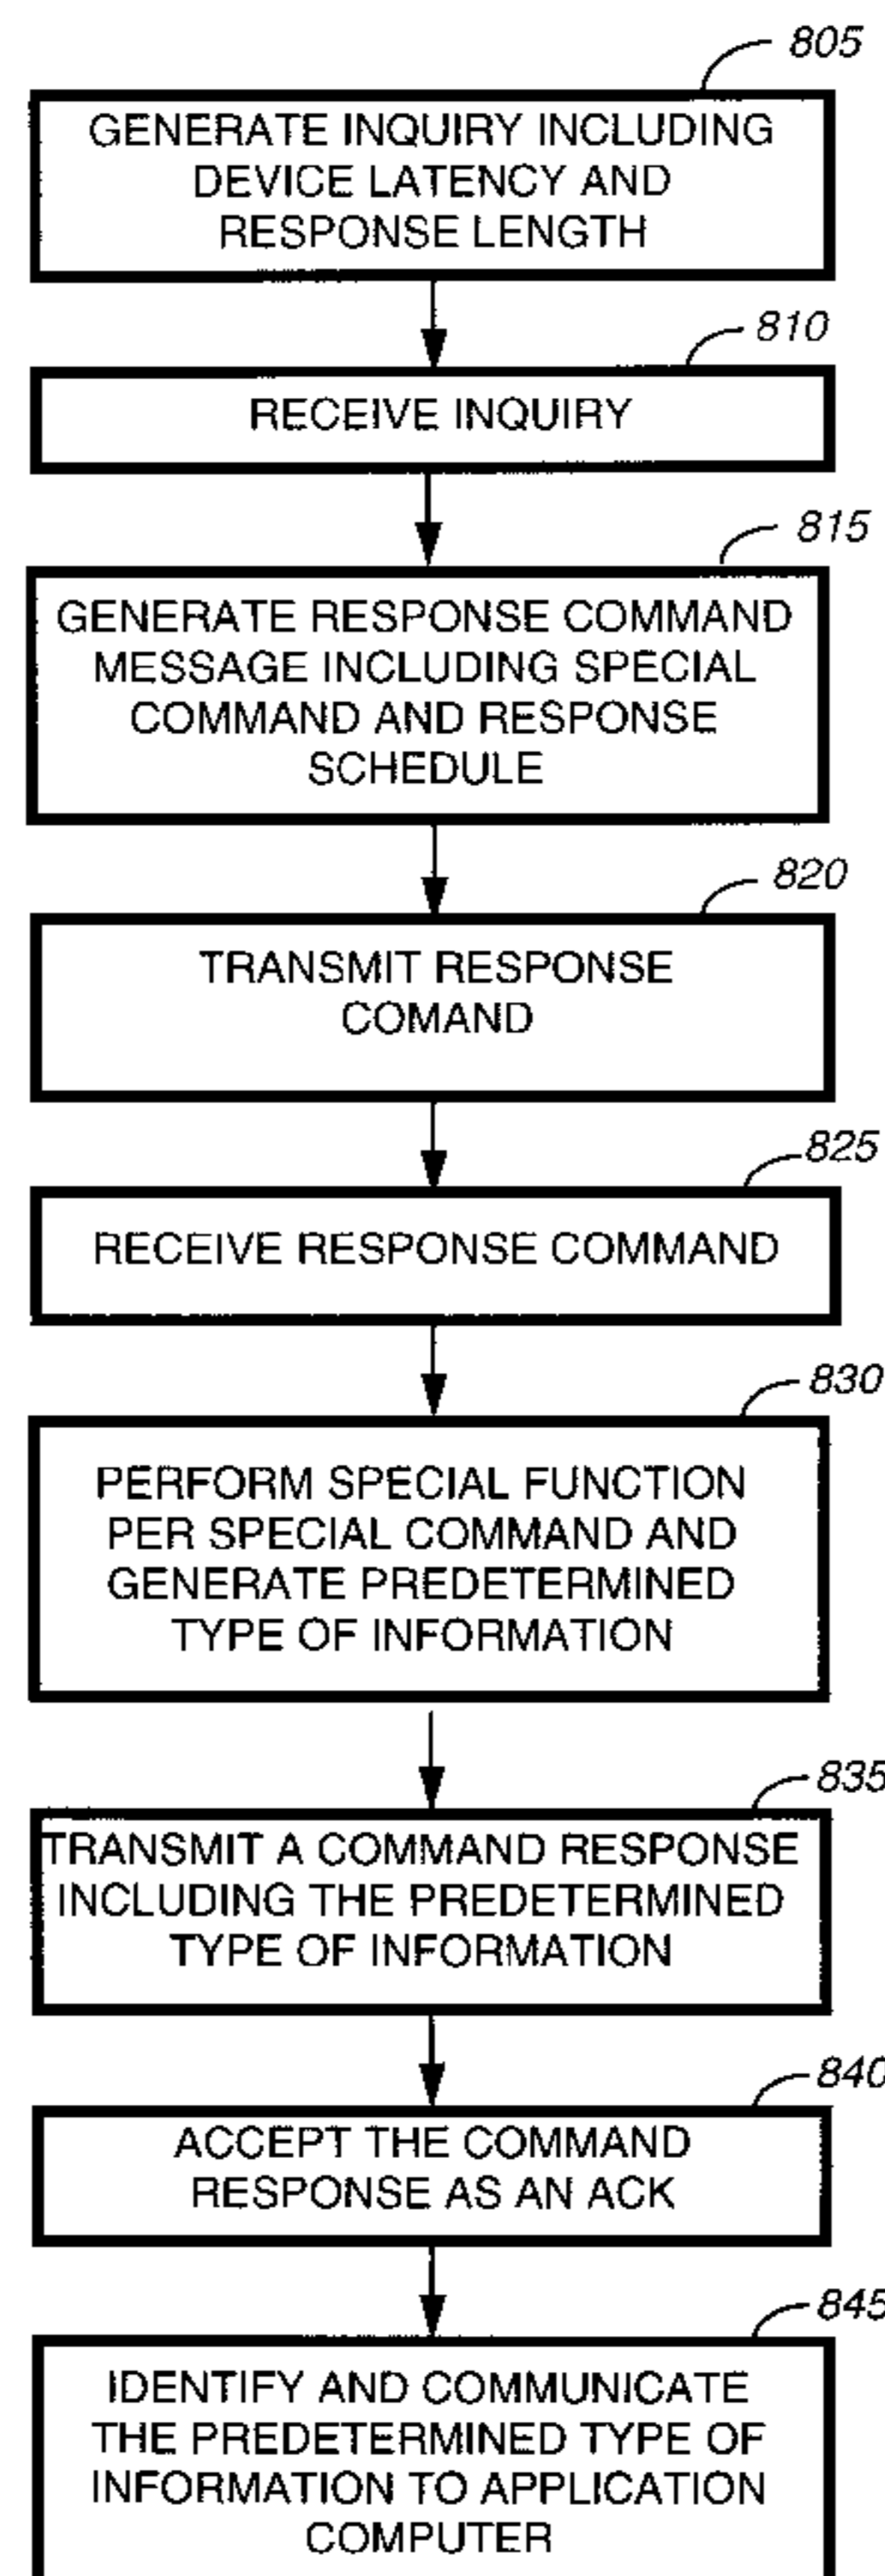 805
GENERATE INQUIRY INCLUDING
DEVICE LATENCY AND
RESPONSE LENGTH
810
RECEIVE INQUIRY
815
GENERATE RESPONSE COMMAND
MESSAGE INCLUDING SPECIAL
COMMAND AND RESPONSE
SCHEDULE
820
TRANSMIT RESPONSE
COMAND
825
RECEIVE RESPONSE COMMAND
830
PERFORM SPECIAL FUNCTION
PER SPECIAL COMMAND AND
GENERATE PREDETERMINED
TYPE OF INFORMATION
835
TRANSMIT A COMMAND RESPONSE
INCLUDING THE PREDETERMINED
TYPE OF INFORMATION
840
ACCEPT THE COMMAND
RESPONSE AS AN ACK
845
IDENTIFY AND COMMUNICATE
THE PREDETERMINED TYPE OF
INFORMATION TO APPLICATION
COMPUTER